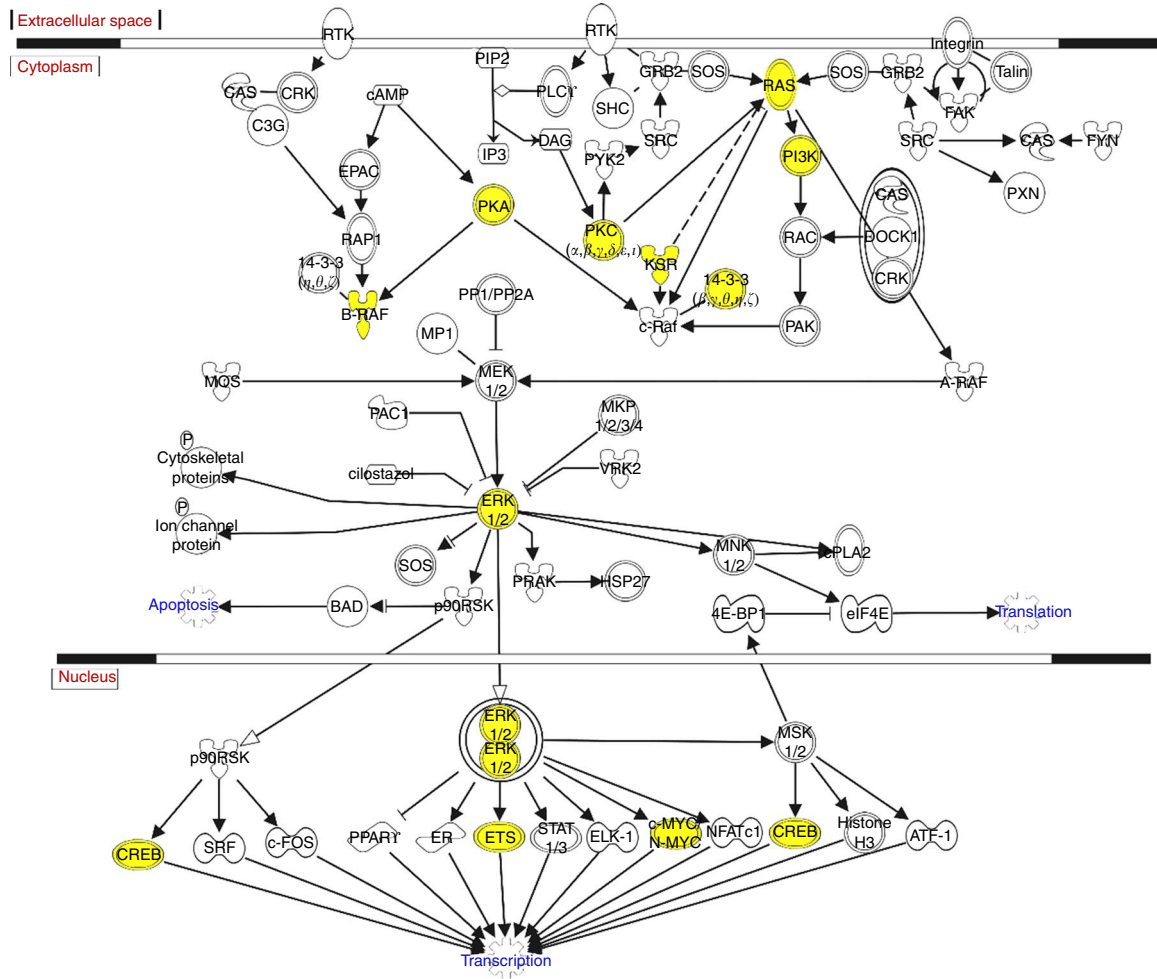 Extracellular space
Cytoplasm
RTK
RTK
Integrin
PIP2
GRB2
SOS
RAS
SOS
GRB2
Talin
CAS
CRK
cAMP
PLCϒ
SHC
FAK
C3G
IP3
DAG
PYK2
SRC
SRC
CAS
FYN
PI3K
EPAC
PKA
CAS
PXN
RAP1
PKC
(α,β,γ,δ,ε,ι)
RAC
DOCK1
14-3-3
(η,θ,ζ)
KSR
14-3-3
(β,γ,θ,η,ζ)
CRK
PP1/PP2A
B-RAF
MP1
c-Raf
PAK
MOS
MEK
1/2
A-RAF
PAC1
MKP
1/2/3/4
P
Cytoskeletal
proteins
cilostazol
VRK2
P
Ion channel
protein
ERK
1/2
MNK
1/2
cPLA2
SOS
PRAK
HSP27
Apoptosis
BAD
p90RSK
4E-BP1
eIF4E
Translation
Nucleus
ERK
1/2
ERK
1/2
MSK
1/2
p90RSK
CREB
SRF
c-FOS
PPARϒ
ER
ETS
STAT
1/3
ELK-1
c-MYC/
N-MYC
NFATc1
CREB
Histone
H3
ATF-1
Transcription